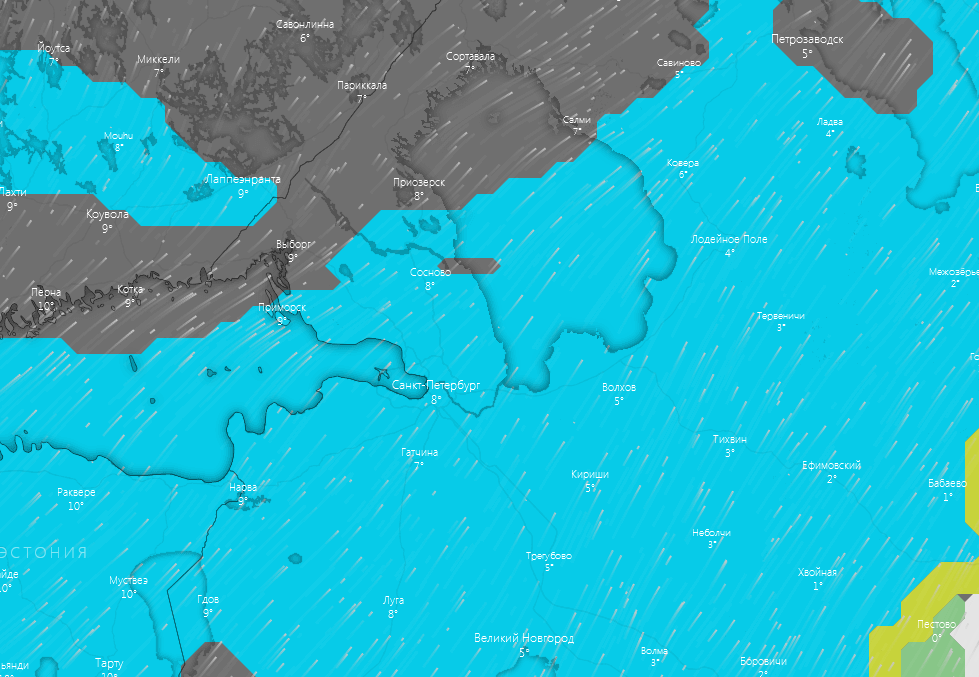 Савонлинна
6°
Петрозаводск
5°
Йоутса
7°
Миккели
7°
Сортавала
7°
Савиново
5°
Париккала
7°
Салми
7°
Ладва
4°
Mouhu
8°
Ковера
6°
Лаппеэнранта
9°
Приозерск
8°
Лахти
9°
Коувола
9°
Выборг
9°
Лодейное Поле
4°
Сосново
8°
Межозёрье
2°
Перна
10°
Котка
9°
Приморск
9°
Тервеничи
3°
Санкт-Петербург
8°
Волхов
5°
Тихвин
3°
Гатчина
7°
Кириши
5°
Ефимовский
2°
Бабаево
1°
Раквере
10°
Нарва
9°
Неболчи
3°
ЭСТОНИЯ
Трегубово
5°
Хвойная
1°
Муствеэ
10°
Гдов
9°
Луга
8°
Пестово
0°
Великий Новгород
5°
Волма
3°
Боровичи
2°
Тарту
10°